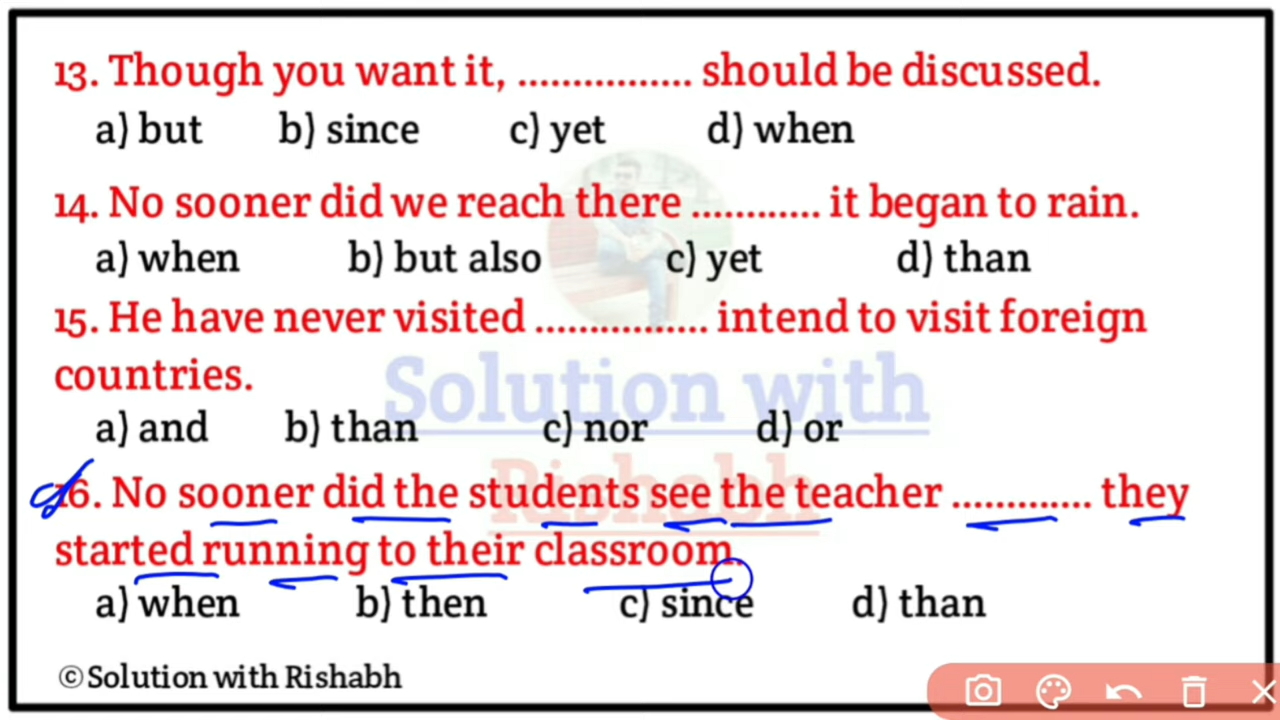 13. Though you want it, ................ should be discussed.
a) but b) since c) yet d) when
14. No sooner did we reach there ............ it began to rain.
a) when b) but also c) yet d) than
15. He have never visited ................ intend to visit foreign
countries.
a) and b) than c) nor d) or
16. No sooner did the students see the teacher ............. they
started running to their classroom.
a) when b) then c) since d) than
Solution with
Rishabh
©Solution with Rishabh